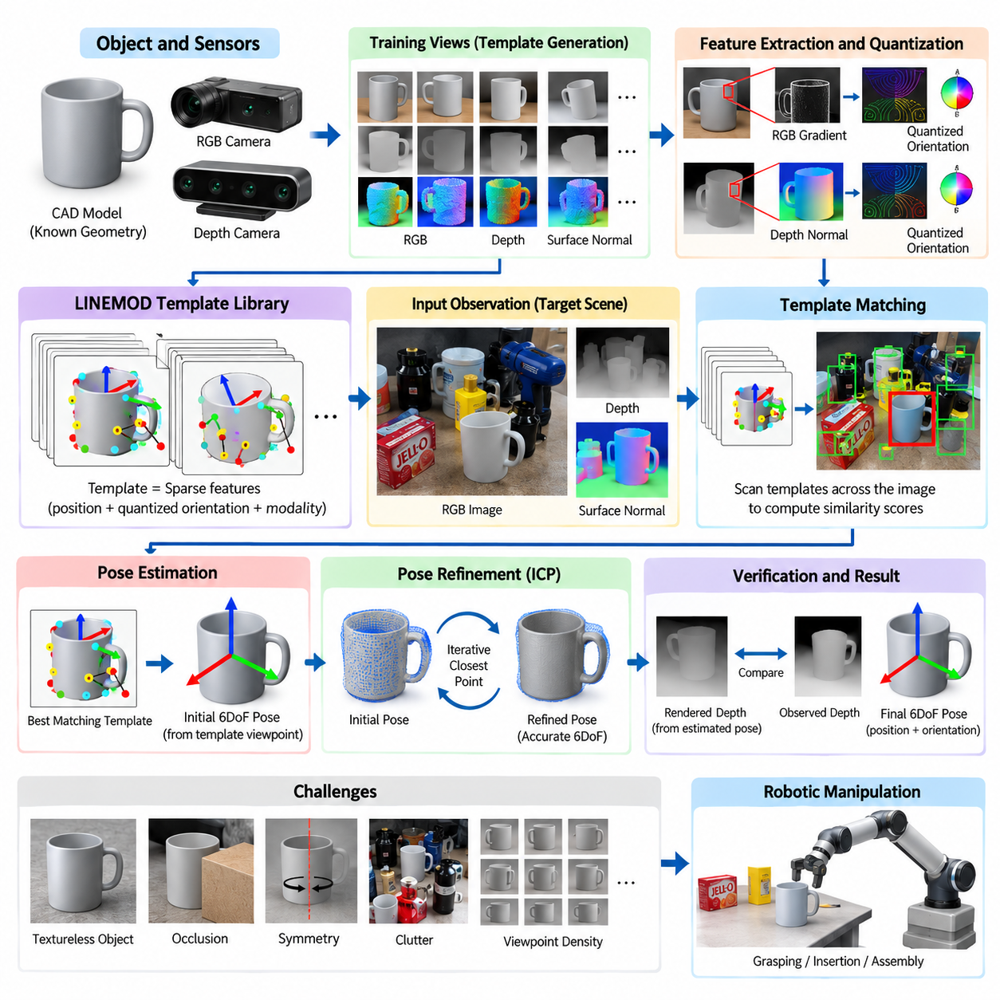 Object and Sensors
CAD Model
(Known Geometry)
RGB Camera
Depth Camera
Training Views (Template Generation)
...
...
...
RGB
Depth
Surface Normal
Feature Extraction and Quantization
RGB Gradient
Quantized
Orientation
Depth Normal
Quantized
Orientation
LINEMOD Template Library
...
Template = Sparse features
(position + quantized orientation + modality)
Input Observation (Target Scene)
JELL-O
RGB Image
Depth
Surface Normal
Template Matching
JELL-O
Scan templates across the image
to compute similarity scores
Pose Estimation
Best Matching Template
Initial 6DoF Pose
(from template viewpoint)
Pose Refinement (ICP)
Iterative
Closest
Point
Initial Pose
Refined Pose
(Accurate 6DoF)
Verification and Result
Compare
Rendered Depth
(from estimated pose)
Observed Depth
Final 6DoF Pose
(position + orientation)
Challenges
Textureless Object
Occlusion
Symmetry
Clutter
...
Viewpoint Density
Robotic Manipulation
JELL-O
Grasping / Insertion / Assembly